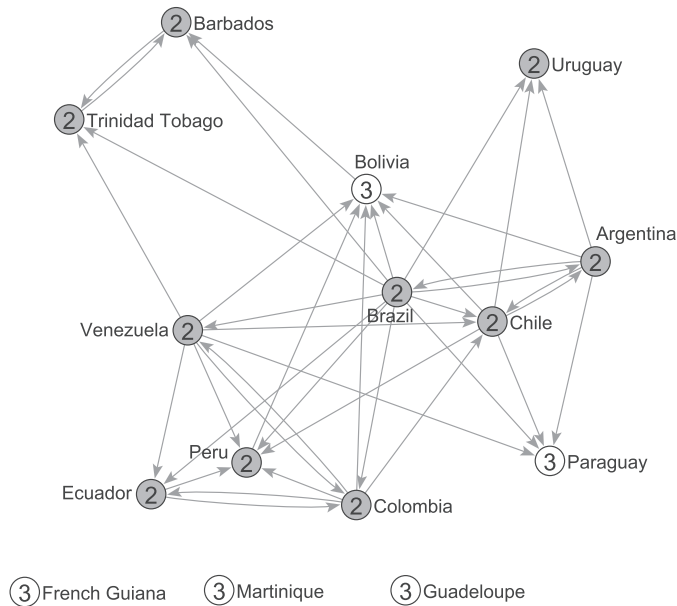 2 Barbados
2 Uruguay
2 Trinidad Tobago
Bolivia
3
Argentina
2
2
Brazil
2 Chile
Venezuela 2
Peru 2
3 Paraguay
Ecuador 2
2 Colombia
3 French Guiana
3 Martinique
3 Guadeloupe